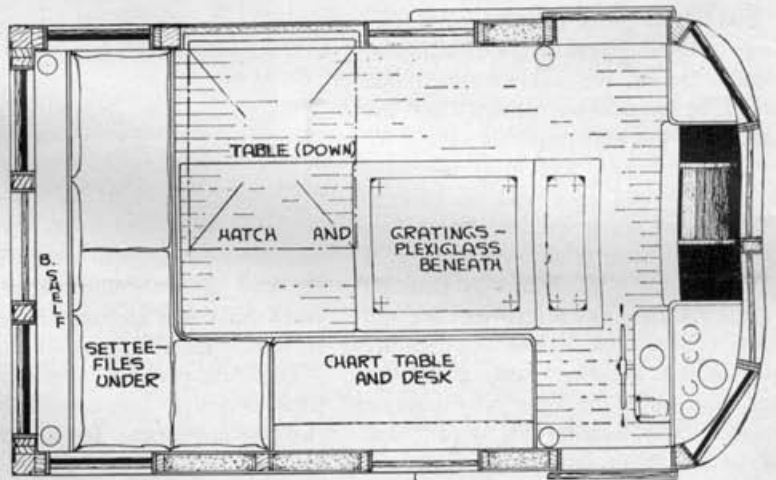 TABLE (DOWN)
HATCH AND
GRATINGS –
PLEXIGLASS
BENEATH
B. SHELF
SETTEE–
FILES
UNDER
CHART TABLE
AND DESK